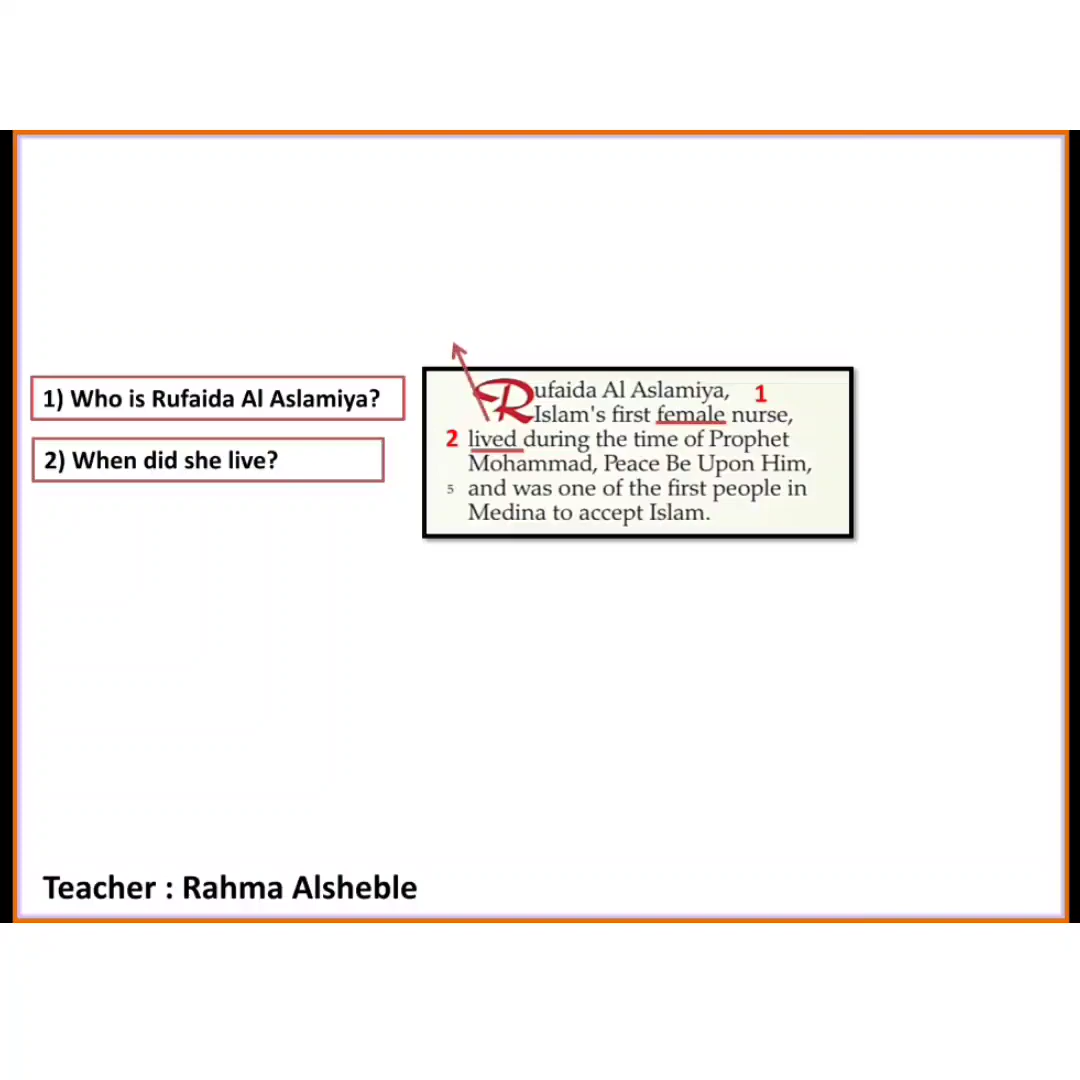 1) Who is Rufaida Al Aslamiya?
2) When did she live?
Rufaida Al Aslamiya, 1
Islam's first female nurse,
2 lived during the time of Prophet
Mohammad, Peace Be Upon Him,
5 and was one of the first people in
Medina to accept Islam.
Teacher : Rahma Alsheble